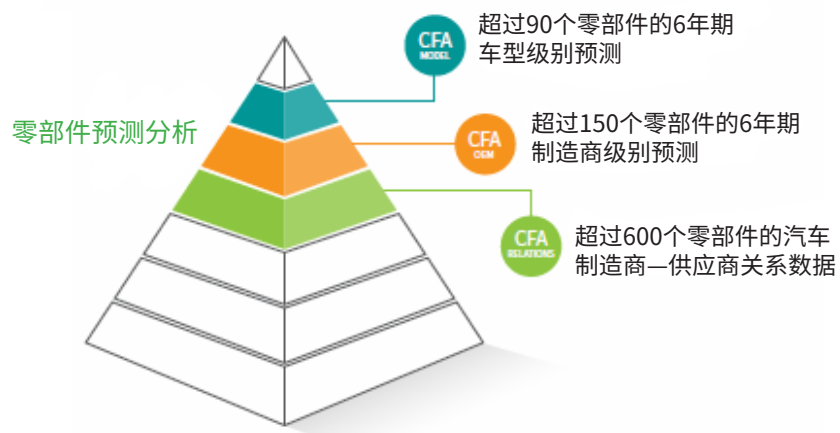 零部件预测分析
CFA
MODEL
超过90个零部件的6年期
车型级别预测
CFA
OEM
超过150个零部件的6年期
制造商级别预测
CFA
RELATIONS
超过600个零部件的汽车
制造商—供应商关系数据